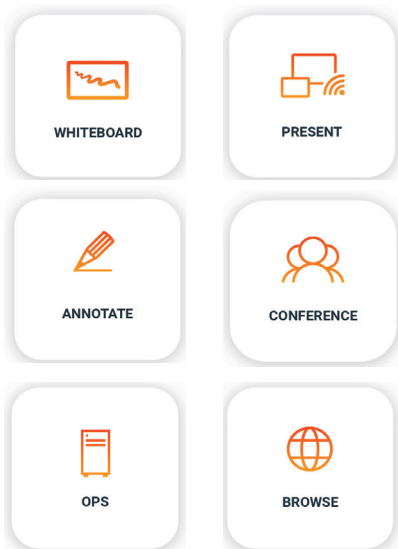 WHITEBOARD
PRESENT
ANNOTATE
CONFERENCE
OPS
BROWSE